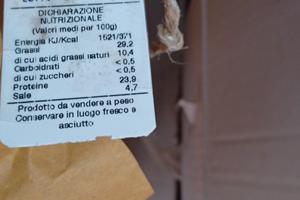 DICHIARAZIONE
NUTRIZIONALE
(Valori medi per 100g)
Energia KJ/Kcal 1521/371
Grassi 29,2
di cui acidi grassi saturi 10,4
Carboidrati < 0,5
di cui zuccheri < 0,5
Proteine 23,9
Sale 4,7
Prodotto da vendere a peso
Conservare in luogo fresco e
asciutto